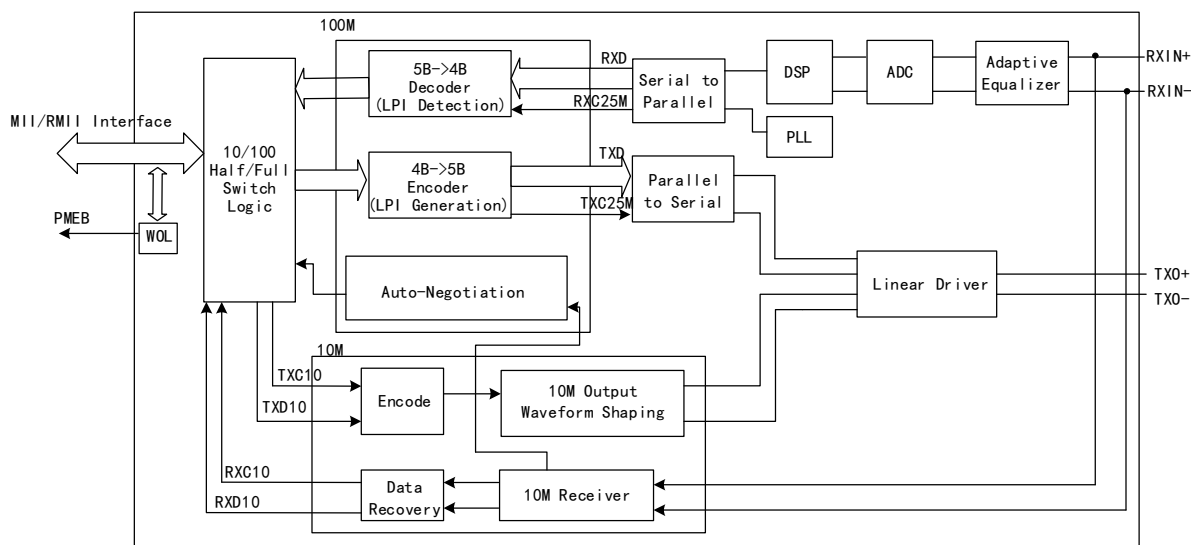 100M
RXD
5B->4B
Decoder
(LPI Detection)
RXC25M
Serial to
Parallel
DSP
ADC
Adaptive
Equalizer
RXIN+
RXIN-
PLL
MII/RMII Interface
10/100
Half/Full
Switch
Logic
TXD
4B->5B
Encoder
(LPI Generation)
TXC25M
Parallel
to Serial
PMEB
WOL
Auto-Negotiation
Linear Driver
TXO+
TXO-
10M
TXC10
TXD10
Encode
10M Output
Waveform Shaping
RXC10
RXD10
Data
Recovery
10M Receiver